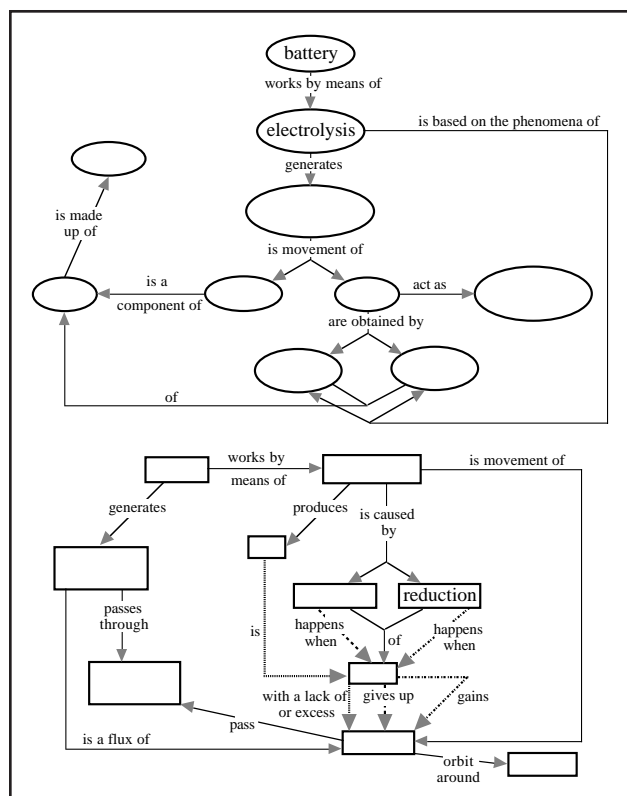 battery
works by means of
electrolysis
is based on the phenomena of
generates
is made
up of
is movement of
is a
component of
act as
are obtained by
of
works by
means of
is movement of
generates
produces
is caused
by
passes
through
reduction
happens
when
of
happens
when
is
with a lack of
or excess
gives up
gains
pass
is a flux of
orbit
around